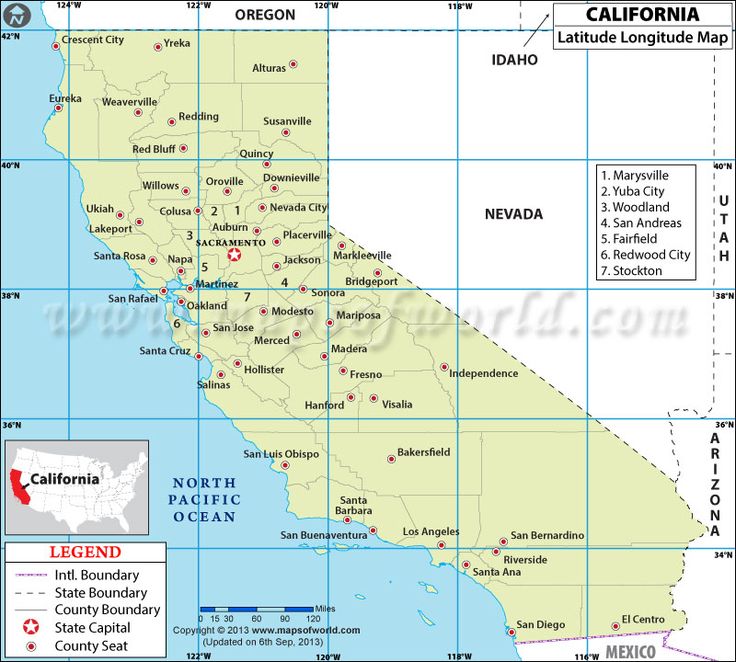 124°W
122°W
OREGON
120°W
118°W
CALIFORNIA
Latitude Longitude Map
N
42°N
42°N
IDAHO
Crescent City
Yreka
Alturas
Eureka
Weaverville
Redding
Susanville
Red Bluff
Quincy
40°N
40°N
Willows
Oroville
Downieville
Ukiah
Colusa
2
1
Nevada City
Lakeport
Auburn
3
SACRAMENTO
Placerville
Santa Rosa
Napa
5
Jackson
Markleeville
Bridgeport
NEVADA
UTAH
1. Marysville
2. Yuba City
3. Woodland
4. San Andreas
5. Fairfield
6. Redwood City
7. Stockton
38°N
38°N
San Rafael
Martinez
Oakland
4
Sonora
7
Modesto
Mariposa
www.mapsofworld.com
6
San Jose
Merced
Santa Cruz
Madera
Hollister
Fresno
Independence
Salinas
Hanford
Visalia
36°N
36°N
ARIZONA
San Luis Obispo
Bakersfield
California
NORTH
PACIFIC
OCEAN
Santa
Barbara
San Buenaventura
Los Angeles
San Bernardino
Riverside
Santa Ana
34°N
34°N
San Diego
El Centro
MEXICO
LEGEND
Intl. Boundary
State Boundary
County Boundary
State Capital
County Seat
0 15 30 60 90 120 Miles
Copyright © 2013 www.mapsofworld.com
(Updated on 6th Sep, 2013)
122°W
120°W
116°W